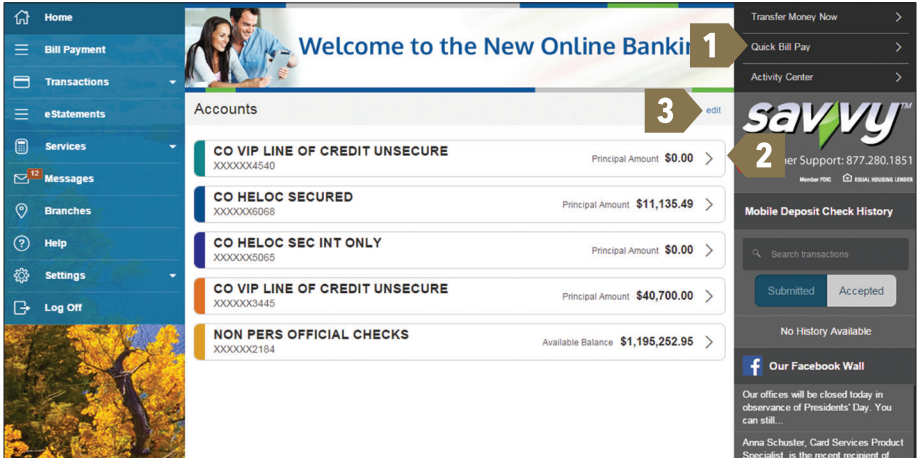 Home
Bill Payment
Transactions
eStatements
Services
12
Messages
Branches
Help
Settings
Log Off
Welcome to the New Online
1
Accounts
3
edit
CO VIP LINE OF CREDIT UNSECURE
XXXXXX4540
Principal Amount $0.00
2
CO HELOC SECURED
XXXXXX6068
Principal Amount $11,135.49
CO HELOC SEC INT ONLY
XXXXXX5065
Principal Amount $0.00
CO VIP LINE OF CREDIT UNSECURE
XXXXXX3445
Principal Amount $40,700.00
NON PERS OFFICIAL CHECKS
XXXXXX2184
Available Balance $1,195,252.95
Transfer Money Now
Quick Bill Pay
Activity Center
savvy™
Support: 877.280.1851
Member FDIC EQUAL HOUSING LENDER
Mobile Deposit Check History
Search transactions
Submitted Accepted
No History Available
f Our Facebook Wall
Our offices will be closed today in
observance of Presidents' Day. You
can still...
Anna Schuster, Card Services Product
Specialist, is the recent recipient of